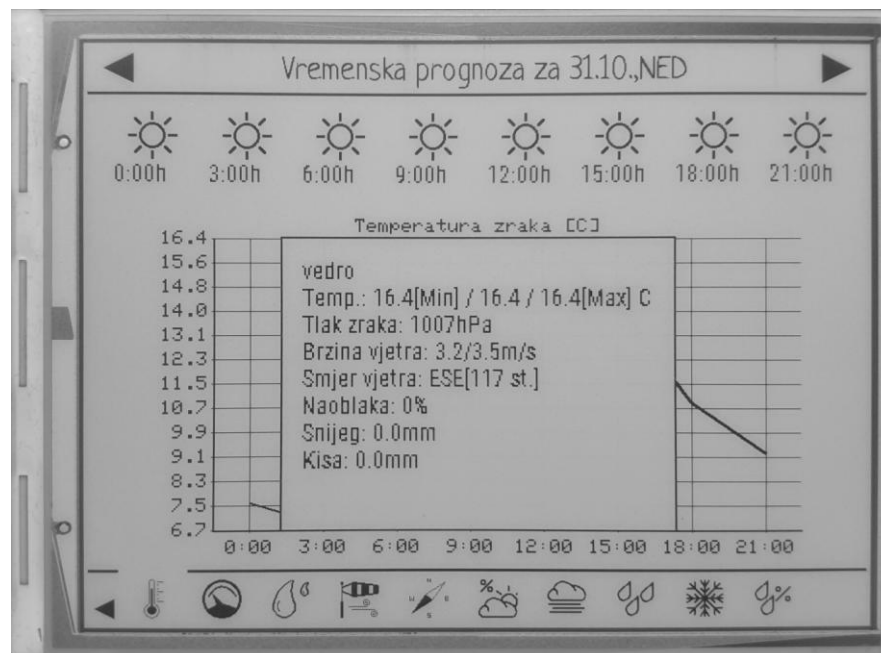 Vremenska prognoza za 31.10.,NED
0:00h 3:00h 6:00h 9:00h 12:00h 15:00h 18:00h 21:00h
Temperatura zraka [C]
16.4
15.6
14.8
14.0
13.1
12.3
11.5
10.7
9.9
9.1
8.3
7.5
6.7
vedro
Temp.: 16.4[Min] / 16.4 / 16.4[Max] C
Tlak zraka: 1007hPa
Brzina vjetra: 3.2/3.5m/s
Smjer vjetra: ESE[117 st.]
Naoblaka: 0%
Snijeg: 0.0mm
Kisa: 0.0mm
0:00 3:00 6:00 9:00 12:00 15:00 18:00 21:00
% %